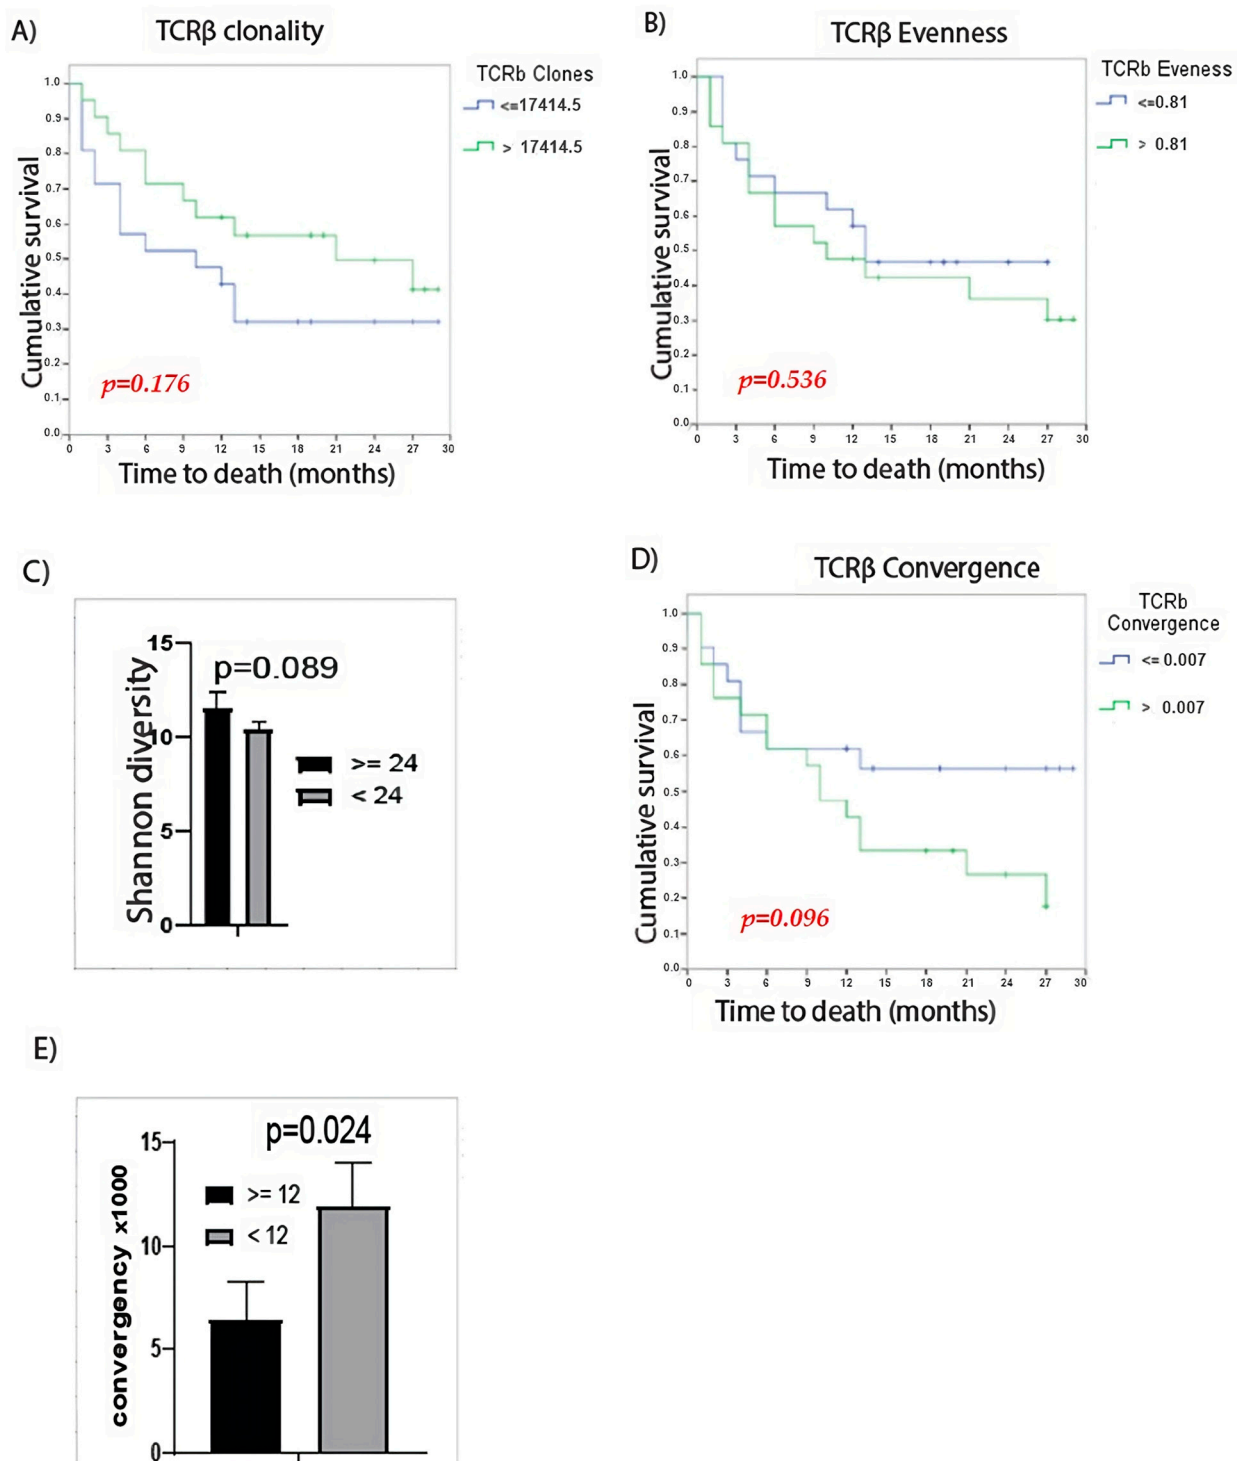 A)
TCRβ clonality
TCRb Clones
<=17414.5
> 17414.5
Cumulative survival
1.0
0.9
0.8
0.7
0.6
0.5
0.4
0.3
0.2
0.1
0.0
p=0.176
0 3 6 9 12 15 18 21 24 27 30
Time to death (months)
B)
TCRβ Evenness
TCRb Eveness
<=0.81
> 0.81
Cumulative survival
1.0
0.9
0.8
0.7
0.6
0.5
0.4
0.3
0.2
0.1
0.0
p=0.536
0 3 6 9 12 15 18 21 24 27 30
Time to death (months)
C)
Shannon diversity
15
10
5
0
p=0.089
>= 24
< 24
D)
TCRβ Convergence
TCRb
Convergence
<= 0.007
> 0.007
Cumulative survival
1.0
0.9
0.8
0.7
0.6
0.5
0.4
0.3
0.2
0.1
0.0
p=0.096
0 3 6 9 12 15 18 21 24 27 30
Time to death (months)
E)
convergency x1000
15
10
5
0
p=0.024
>= 12
< 12